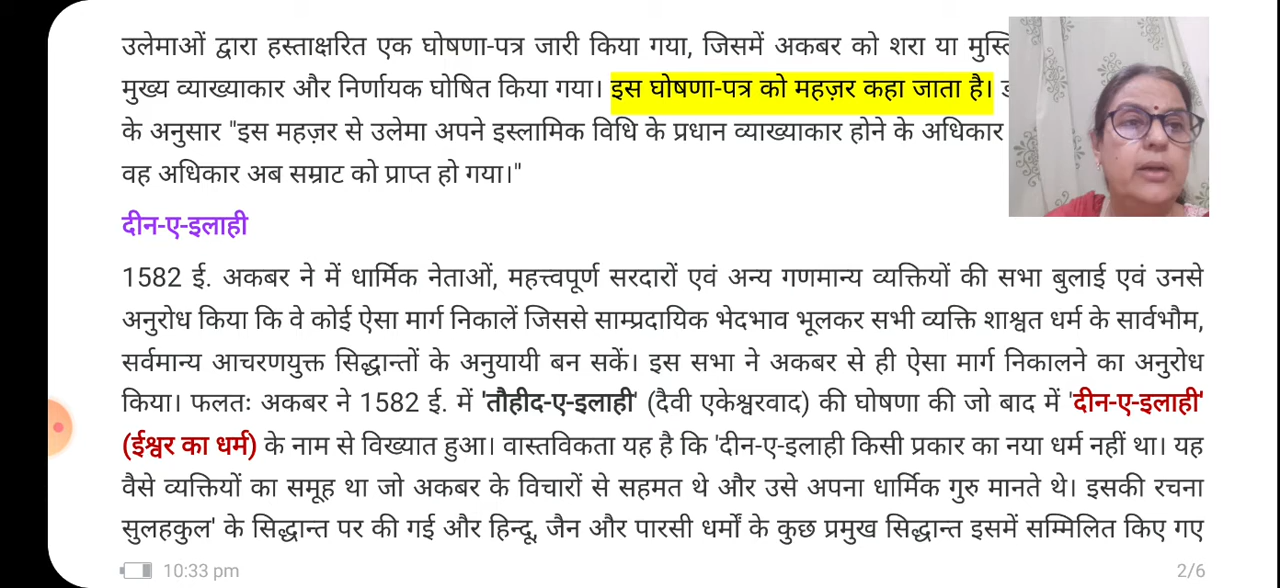 उलेमाओं द्वारा हस्ताक्षरित एक घोषणा-पत्र जारी किया गया, जिसमें अकबर को शरा या
मुख्य व्याख्याकार और निर्णायक घोषित किया गया। इस घोषणा-पत्र को महज़र कहा जाता है।
के अनुसार "इस महज़र से उलेमा अपने इस्लामिक विधि के प्रधान व्याख्याकार होने के अधिकार
वह अधिकार अब सम्राट को प्राप्त हो गया।"
दीन-ए-इलाही
1582 ई. अकबर ने में धार्मिक नेताओं, महत्त्वपूर्ण सरदारों एवं अन्य गणमान्य व्यक्तियों की सभा बुलाई एवं उनसे
अनुरोध किया कि वे कोई ऐसा मार्ग निकालें जिससे साम्प्रदायिक भेदभाव भूलकर सभी व्यक्ति शाश्वत धर्म के सार्वभौम,
सर्वमान्य आचरणयुक्त सिद्धान्तों के अनुयायी बन सकें। इस सभा ने अकबर से ही ऐसा मार्ग निकालने का अनुरोध
किया। फलतः अकबर ने 1582 ई. में 'तौहीद-ए-इलाही' (दैवी एकेश्वरवाद) की घोषणा की जो बाद में 'दीन-ए-इलाही'
(ईश्वर का धर्म) के नाम से विख्यात हुआ। वास्तविकता यह है कि 'दीन-ए-इलाही किसी प्रकार का नया धर्म नहीं था। यह
वैसे व्यक्तियों का समूह था जो अकबर के विचारों से सहमत थे और उसे अपना धार्मिक गुरु मानते थे। इसकी रचना
सुलहकुल' के सिद्धान्त पर की गई और हिन्दू, जैन और पारसी धर्मों के कुछ प्रमुख सिद्धान्त इसमें सम्मिलित किए गए
10:33 pm
2/6